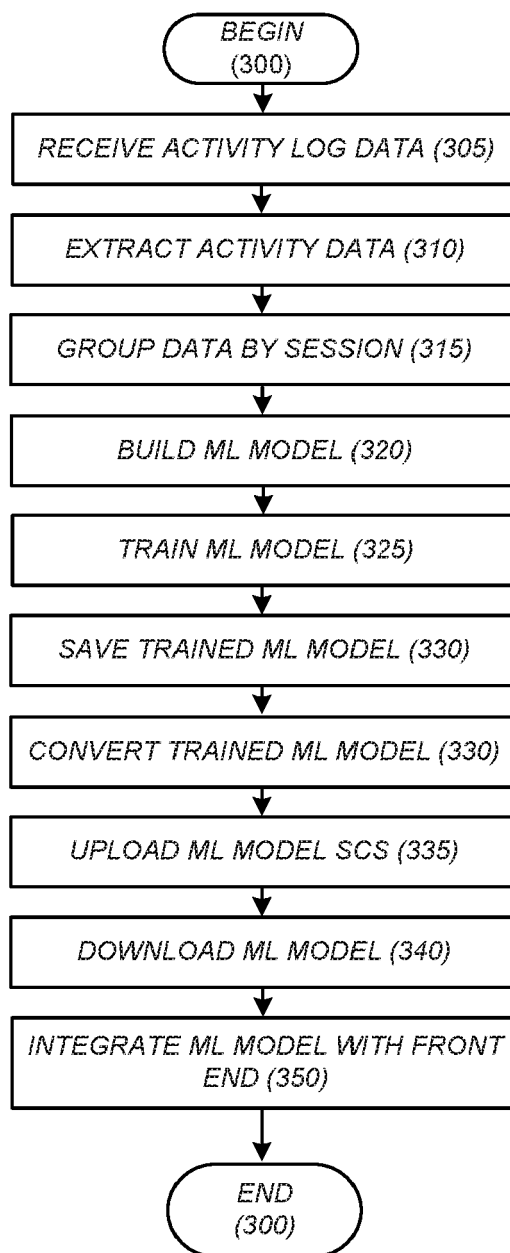 BEGIN
(300)
RECEIVE ACTIVITY LOG DATA (305)
EXTRACT ACTIVITY DATA (310)
GROUP DATA BY SESSION (315)
BUILD ML MODEL (320)
TRAIN ML MODEL (325)
SAVE TRAINED ML MODEL (330)
CONVERT TRAINED ML MODEL (330)
UPLOAD ML MODEL SCS (335)
DOWNLOAD ML MODEL (340)
INTEGRATE ML MODEL WITH FRONT
END (350)
END
(300)